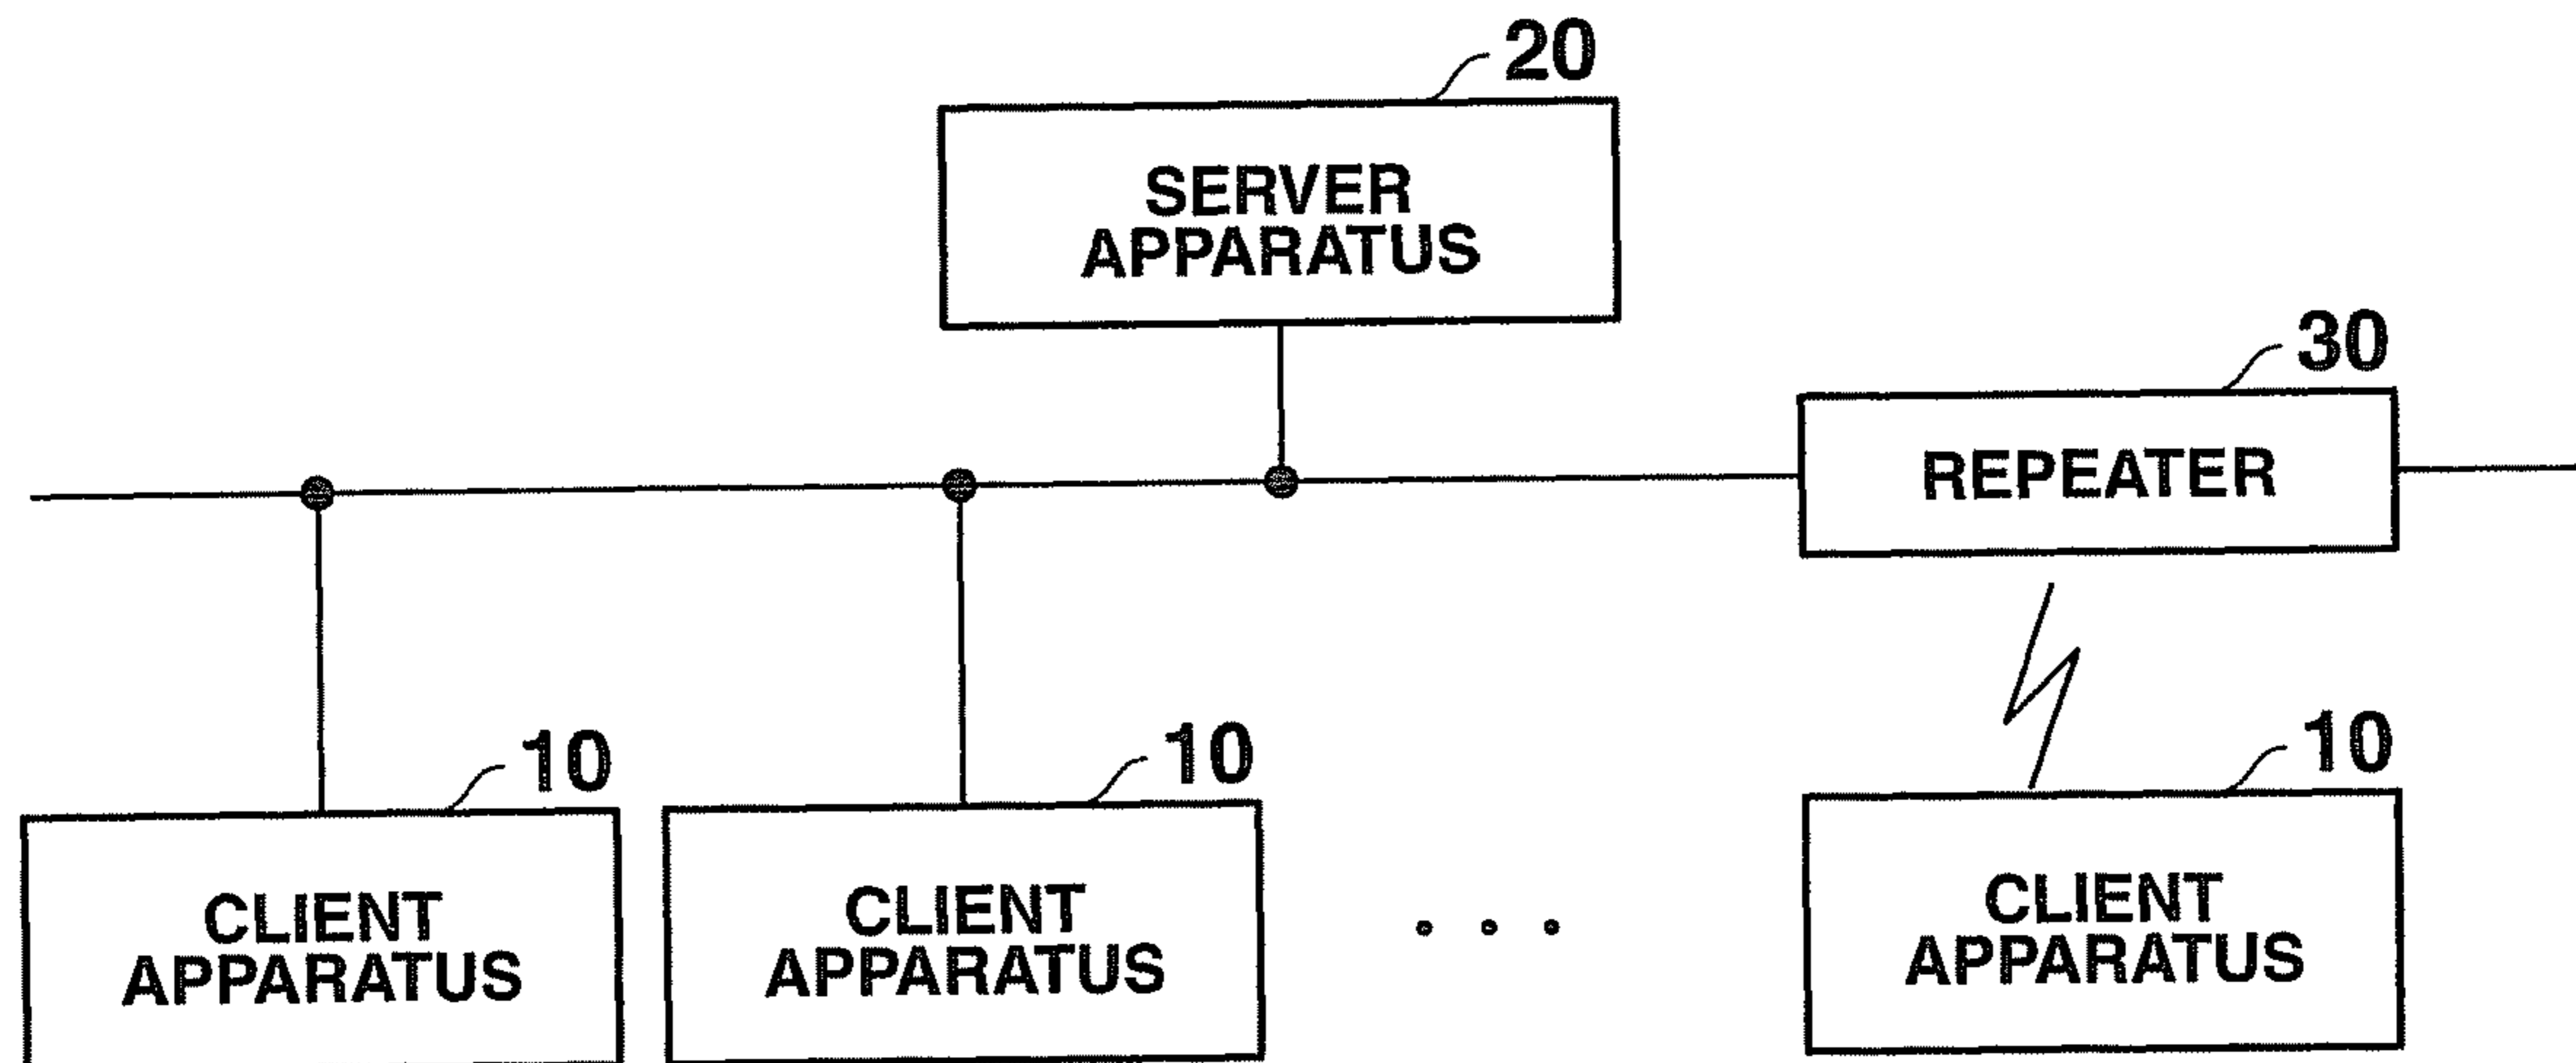 20
SERVER
APPARATUS
30
REPEATER
10
10
10
CLIENT
APPARATUS
CLIENT
APPARATUS
. . .
CLIENT
APPARATUS